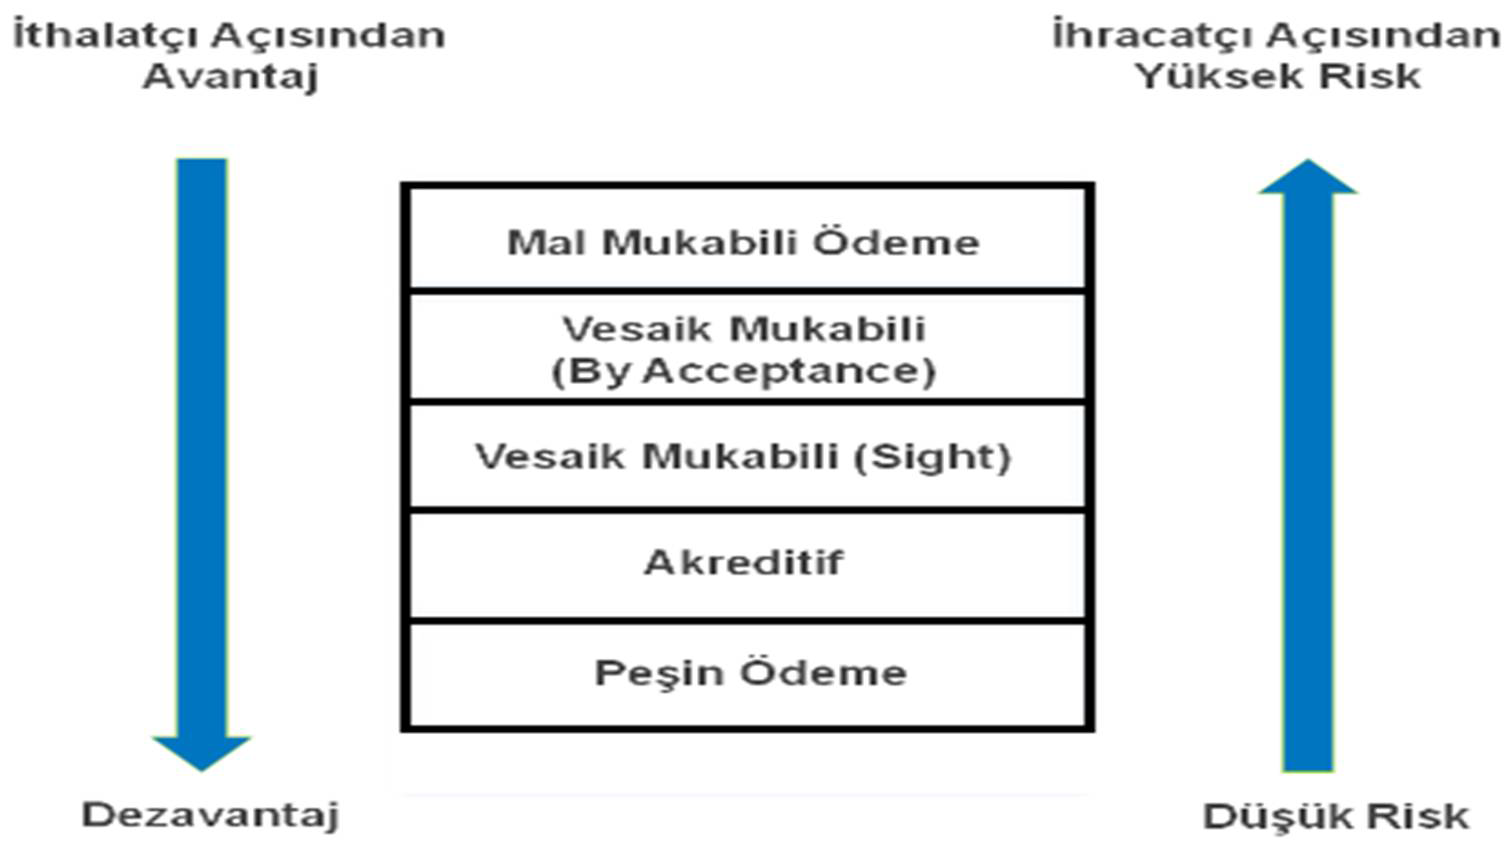 İthalatçı Açısından
Avantaj
İhracatçı Açısından
Yüksek Risk
Mal Mukabili Ödeme
Vesaik Mukabili
(By Acceptance)
Vesaik Mukabili (Sight)
Akreditif
Peşin Ödeme
Dezavantaj
Düşük Risk